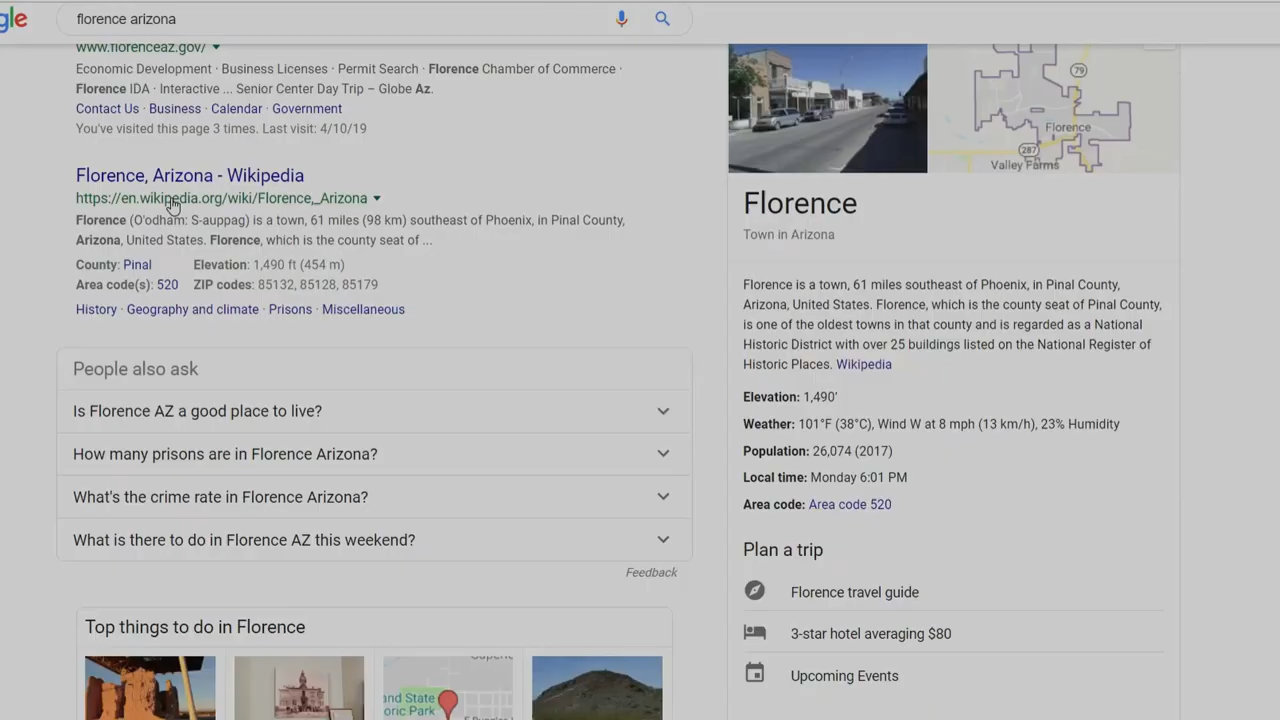 gle
florence arizona
www.florenceaz.gov/
Economic Development · Business Licenses · Permit Search · Florence Chamber of Commerce ·
Florence IDA · Interactive ... Senior Center Day Trip – Globe Az.
Contact Us · Business · Calendar · Government
You've visited this page 3 times. Last visit: 4/10/19
Florence, Arizona - Wikipedia
https://en.wikipedia.org/wiki/Florence,_Arizona
Florence (O'odham: S-auppag) is a town, 61 miles (98 km) southeast of Phoenix, in Pinal County,
Arizona, United States. Florence, which is the county seat of ...
County: Pinal Elevation: 1,490 ft (454 m)
Area code(s): 520 ZIP codes: 85132, 85128, 85179
History · Geography and climate · Prisons · Miscellaneous
People also ask
Is Florence AZ a good place to live?
How many prisons are in Florence Arizona?
What's the crime rate in Florence Arizona?
What is there to do in Florence AZ this weekend?
Feedback
Top things to do in Florence
and State
oric Park
79
Florence
287
Valley Farms
Florence
Town in Arizona
Florence is a town, 61 miles southeast of Phoenix, in Pinal County,
Arizona, United States. Florence, which is the county seat of Pinal County,
is one of the oldest towns in that county and is regarded as a National
Historic District with over 25 buildings listed on the National Register of
Historic Places. Wikipedia
Elevation: 1,490′
Weather: 101°F (38°C), Wind W at 8 mph (13 km/h), 23% Humidity
Population: 26,074 (2017)
Local time: Monday 6:01 PM
Area code: Area code 520
Plan a trip
Florence travel guide
3-star hotel averaging $80
Upcoming Events